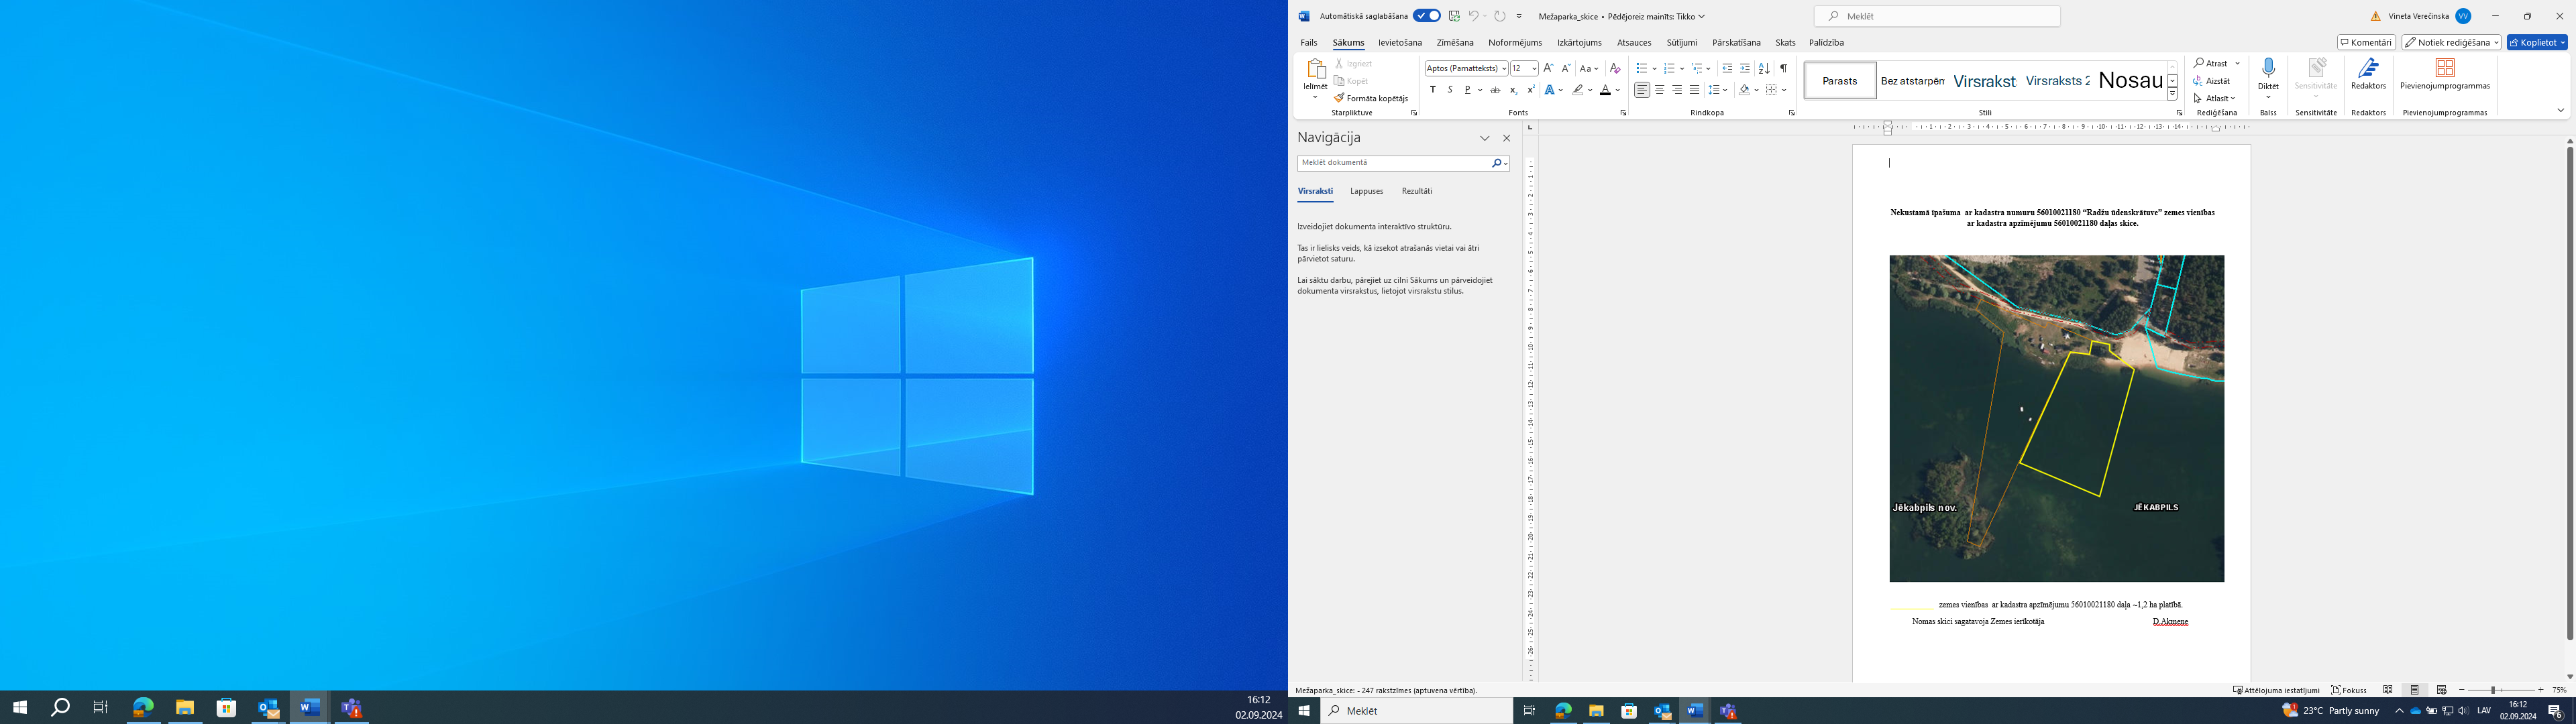 Automātiskā saglabāšana
Mežaparka_skice • Pēdējoreiz mainīts: Tikko
Meklēt
Vineta Verečinska VV
Fails Sākums Ievietošana Zīmēšana Noformējums Izkārtojums Atsauces Sūtījumi Pārskatīšana Skats Palīdzība
Komentāri Notiek rediģēšana Koplietot
Ielīmēt
Izgriezt
Kopēt
Formāta kopētājs
Starpliktuve
Aptos (Pamatteksts) 12
Fonts
Rindkopa
Parasts Bez atstarpēm Virsrakst Virsraksts 2 Nosau
Stili
Atrast
Aizstāt
Atlasīt
Rediģēšana
Diktēt
Balss
Sensitivitāte
Sensitivitāte
Redaktors
Redaktors
Pievienojumprogrammas
Pievienojumprogrammas
Navigācija
Meklēt dokumentā
Virsraksti Lappuses Rezultāti
Izveidojiet dokumenta interaktīvo struktūru.
Tas ir lielisks veids, kā izsekot atrašanās vietai vai ātri
pārvietot saturu.
Lai sāktu darbu, pārejiet uz cilni Sākums un pārveidojiet
dokumenta virsrakstus, lietojot virsrakstu stilus.
Nekustamā īpašuma ar kadastra numuru 56010021180 “Radžu ūdenskrātuve” zemes vienības
ar kadastra apzīmējumu 56010021180 daļas skice.
Jēkabpils nov.
JĒKABPILS
zemes vienības ar kadastra apzīmējumu 56010021180 daļa ~1,2 ha platībā.
Nomas skici sagatavoja Zemes ierīkotāja D.Akmene
Mežaparka_skice: - 247 rakstzīmes (aptuvena vērtība).
Attēlojuma iestatījumi Fokuss 75%
16:12
02.09.2024
Meklēt
23°C Partly sunny
LAV
16:12
02.09.2024